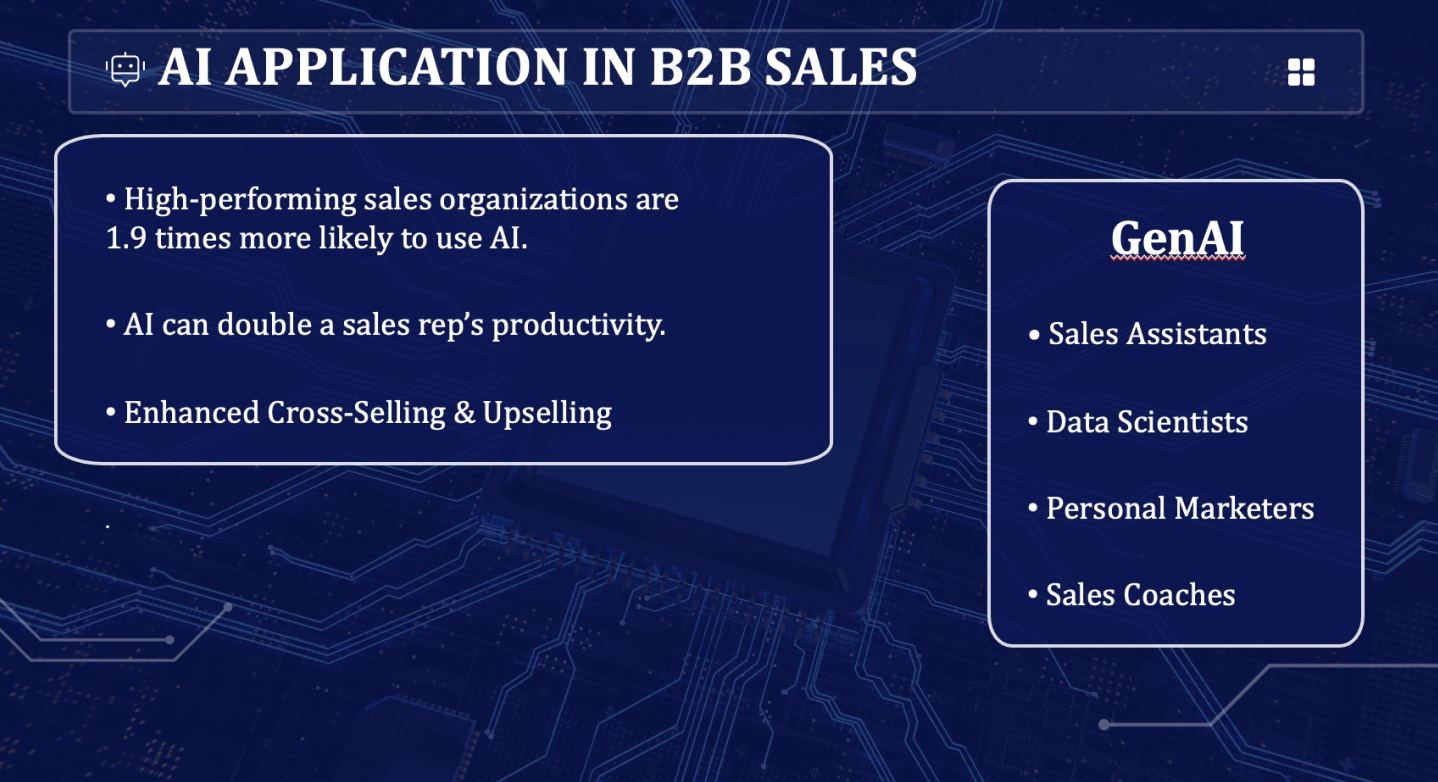 AI APPLICATION IN B2B SALES
• High-performing sales organizations are
1.9 times more likely to use AI.
• AI can double a sales rep’s productivity.
• Enhanced Cross-Selling & Upselling
.
GenAI
• Sales Assistants
• Data Scientists
• Personal Marketers
• Sales Coaches